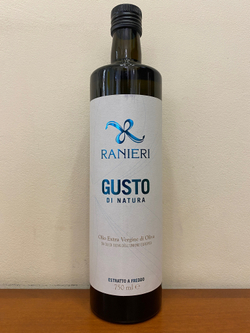 RANIERI
GUSTO
DI NATURA
Olio Extra Vergine di Oliva
ESTRATTO A FREDDO
750 ml e